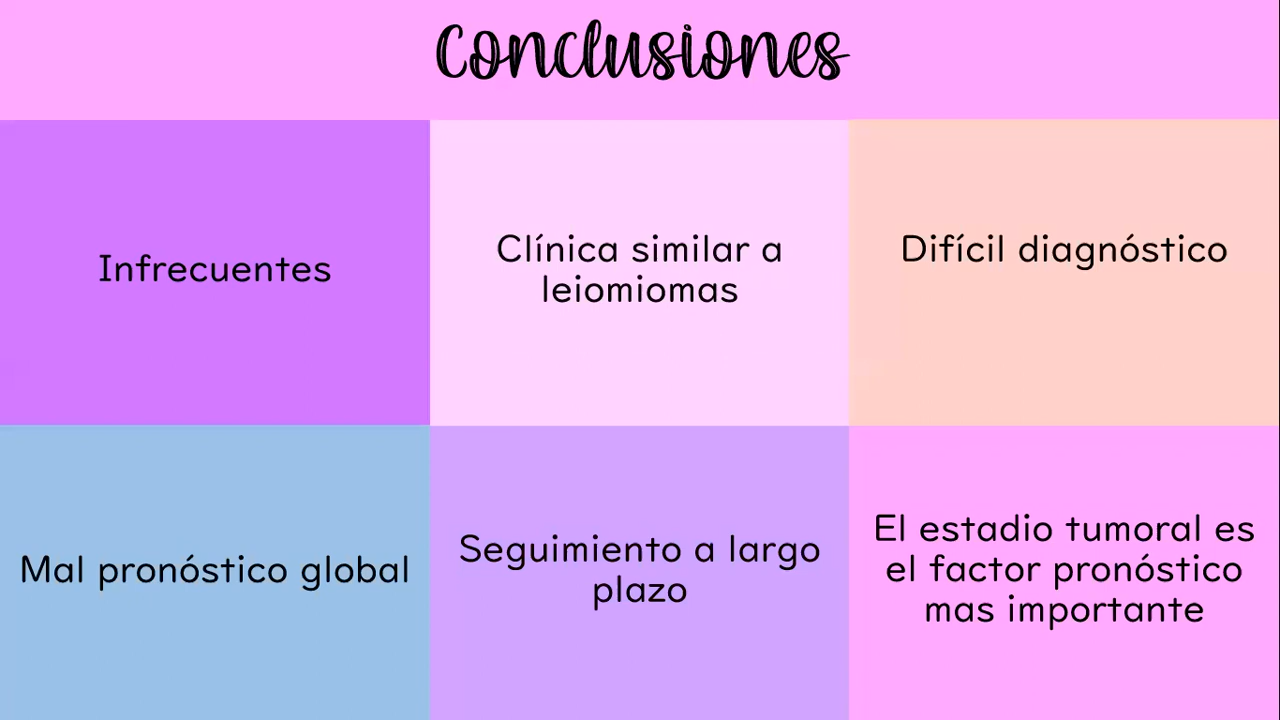 Conclusiones
Infrecuentes
Clínica similar a
leiomiomas
Difícil diagnóstico
Mal pronóstico global
Seguimiento a largo
plazo
El estadio tumoral es
el factor pronóstico
mas importante